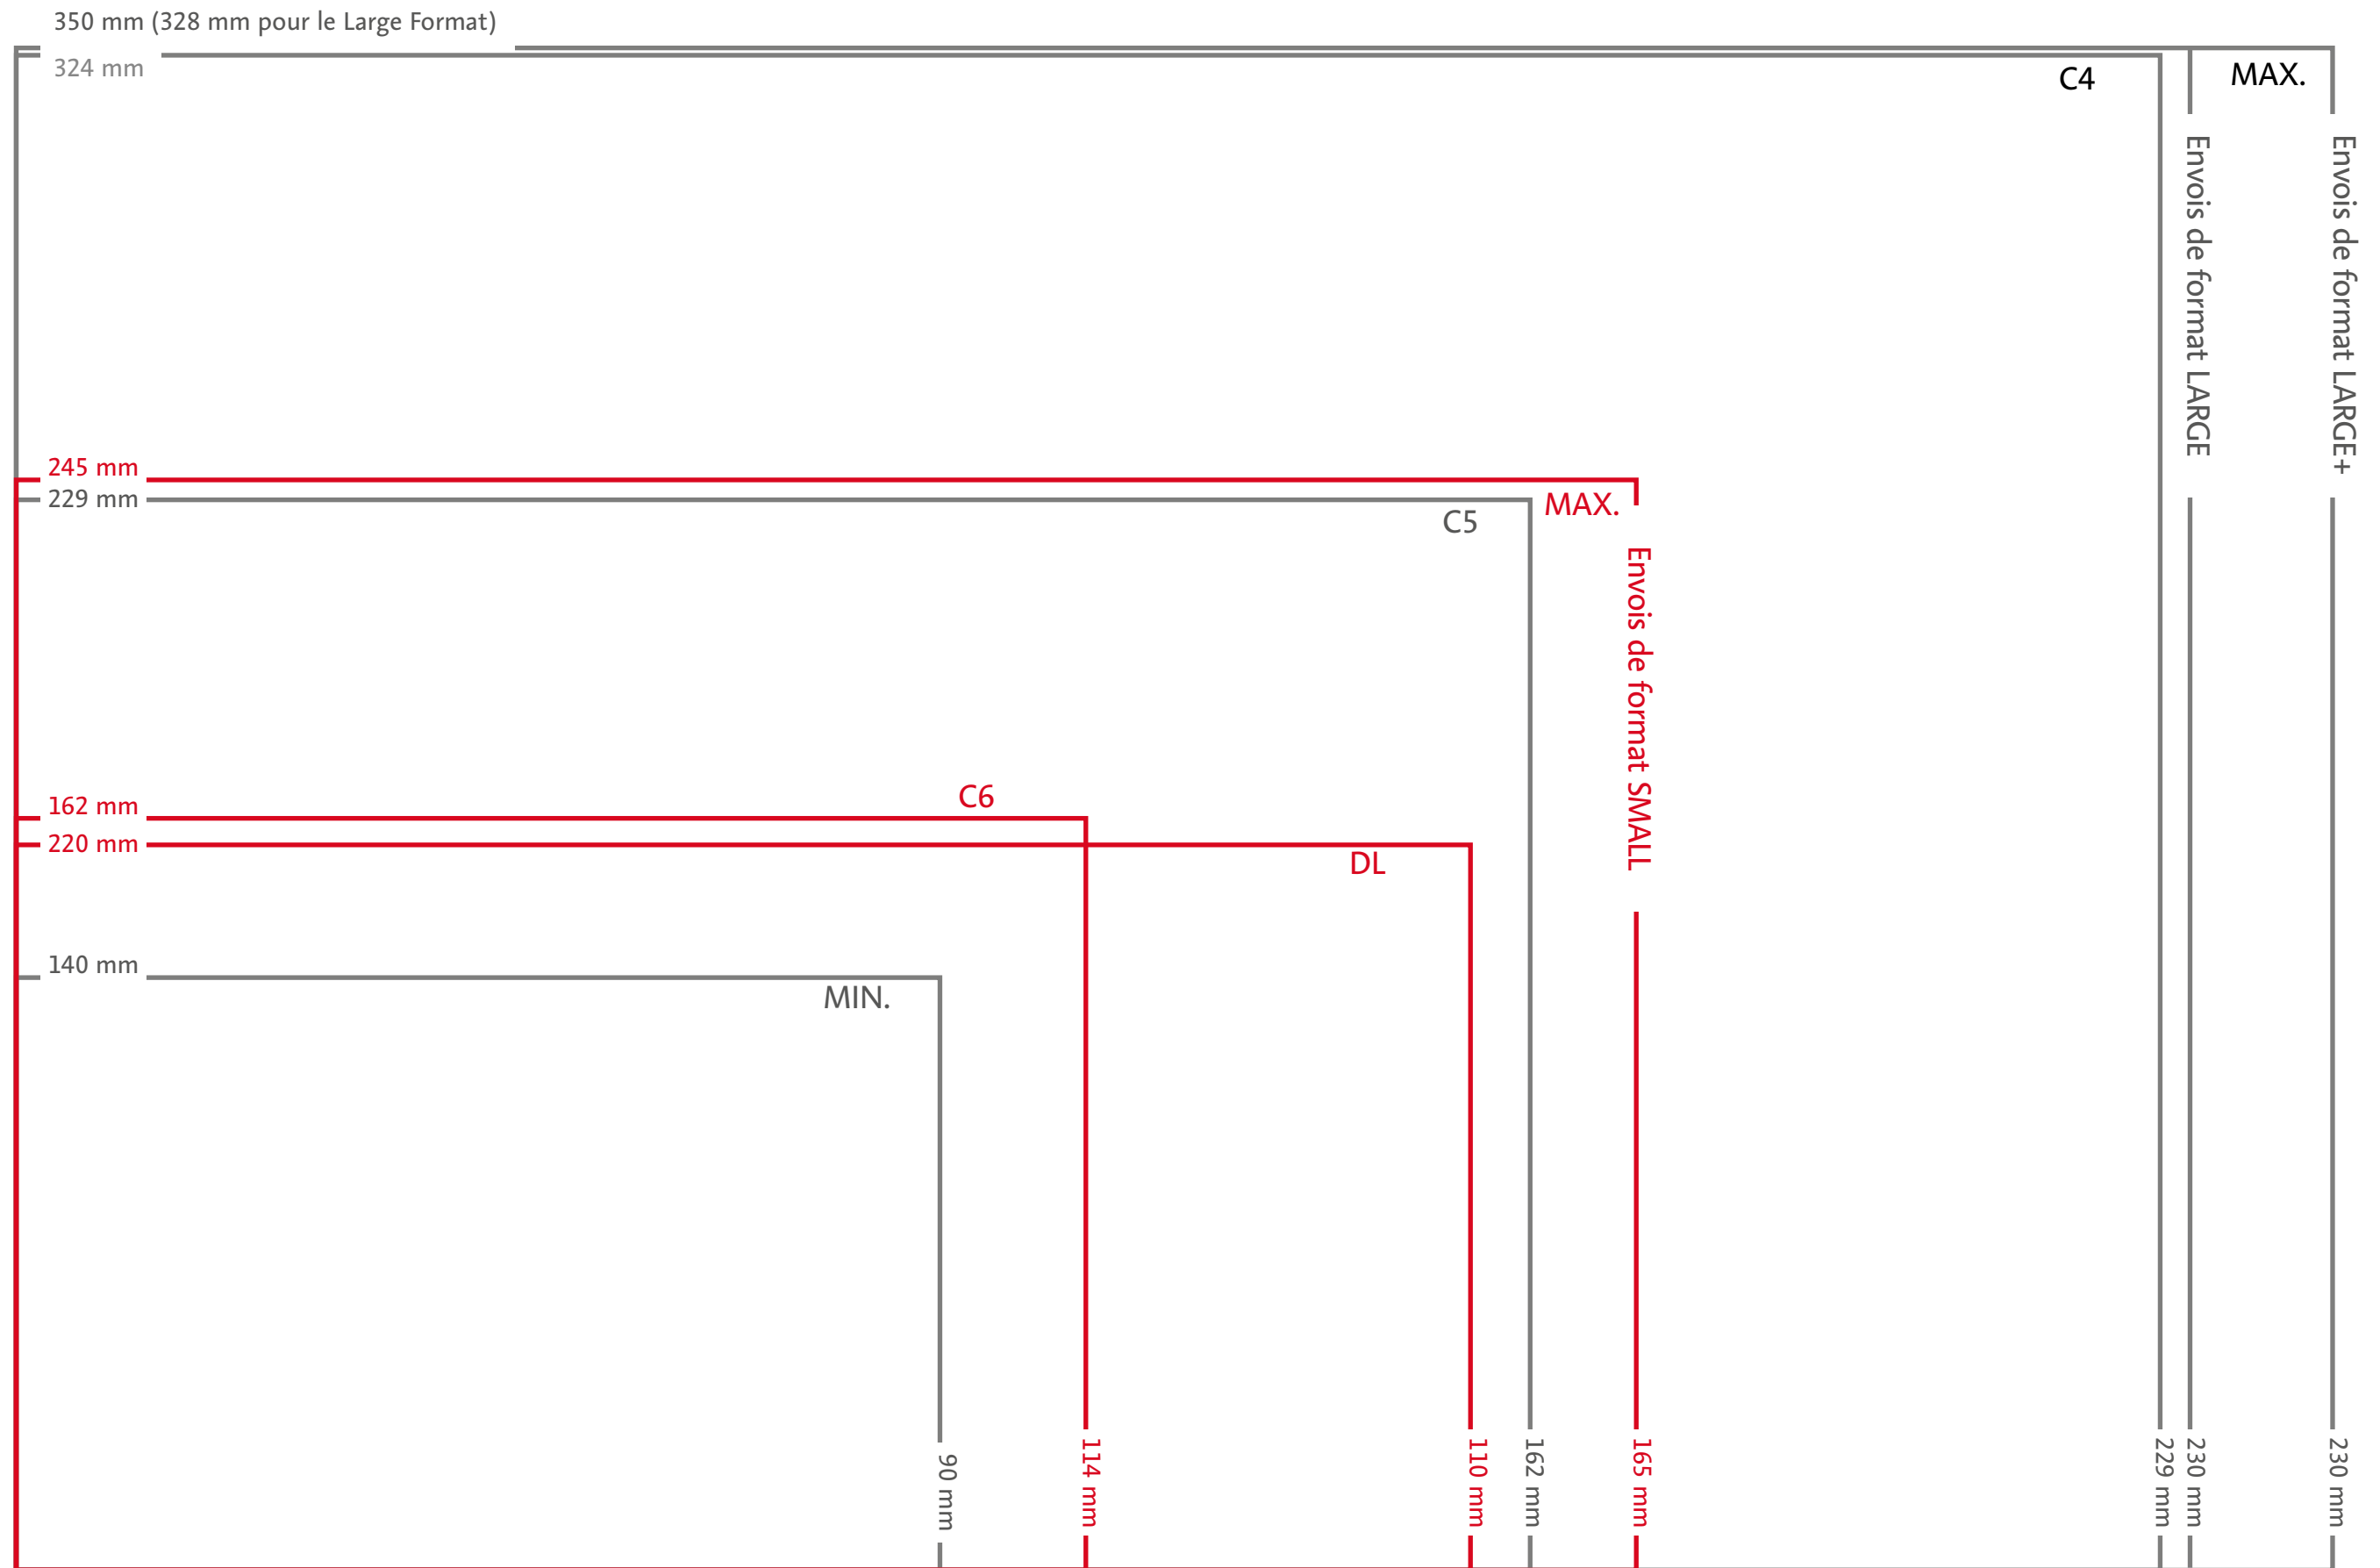 350 mm (328 mm pour le Large Format)
324 mm
C4
MAX.
Envois de format LARGE
Envois de format LARGE+
245 mm
229 mm
C5
MAX.
Envois de format SMALL
C6
162 mm
220 mm
DL
140 mm
MIN.
90 mm
114 mm
110 mm
162 mm
165 mm
229 mm
230 mm
230 mm